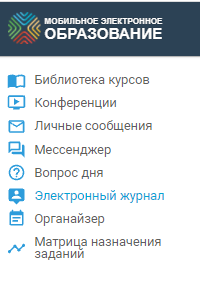 МОБИЛЬНОЕ ЭЛЕКТРОННОЕ
ОБРАЗОВАНИЕ
Библиотека курсов
Конференции
Личные сообщения
Мессенджер
Вопрос дня
Электронный журнал
Органайзер
Матрица назначения
заданий